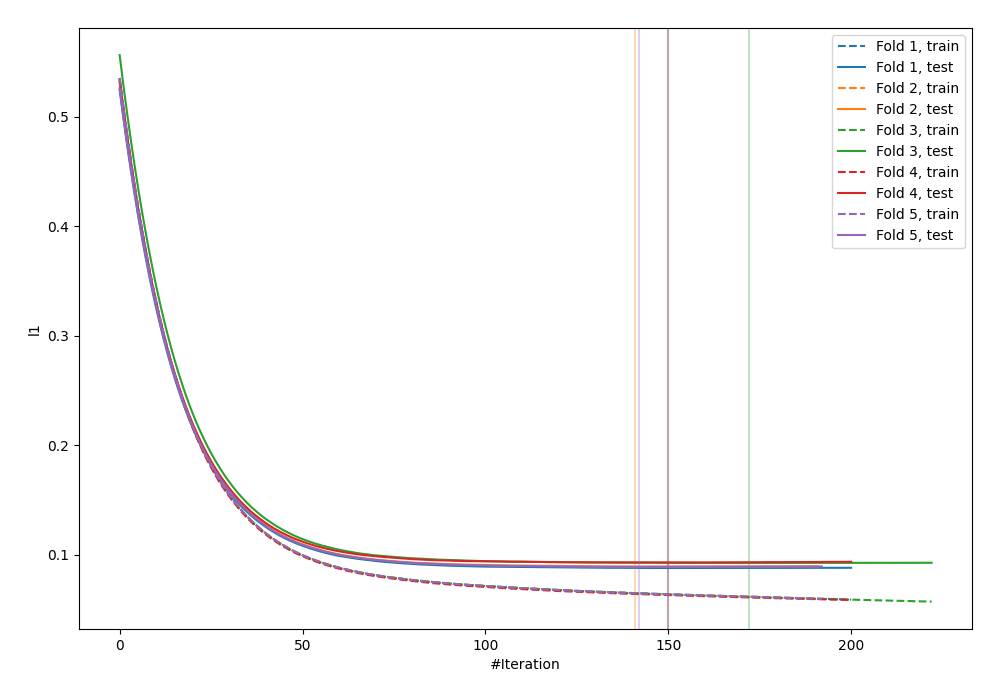 Fold 1, train
Fold 1, test
Fold 2, train
Fold 2, test
Fold 3, train
Fold 3, test
Fold 4, train
Fold 4, test
Fold 5, train
Fold 5, test
0.5
0.4
0.3
0.2
0.1
l1
0 50 100 150 200
#Iteration